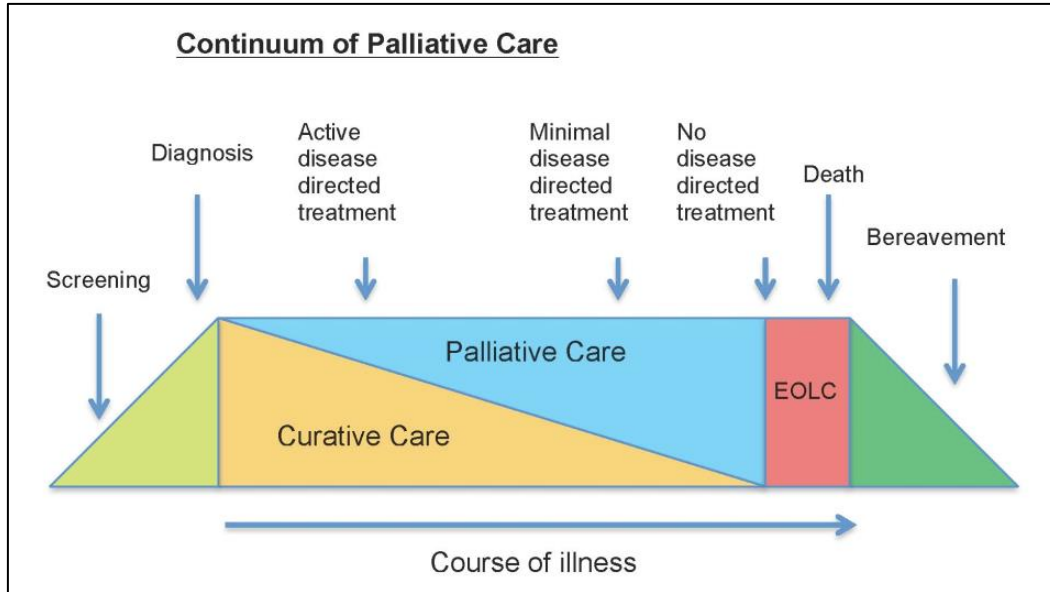 Continuum of Palliative Care
Screening
Diagnosis
Active
disease
directed
treatment
Minimal
disease
directed
treatment
No
disease
directed
treatment
Death
Bereavement
Palliative Care
Curative Care
EOLC
Course of illness